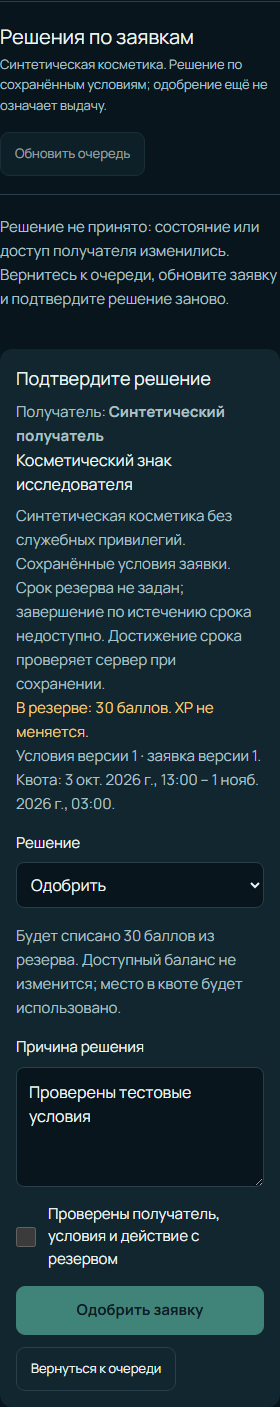 Решения по заявкам
Синтетическая косметика. Решение по
сохранённым условиям; одобрение ещё не
означает выдачу.
Обновить очередь
Решение не принято: состояние или
доступ получателя изменились.
Вернитесь к очереди, обновите заявку
и подтвердите решение заново.
Подтвердите решение
Получатель: Синтетический
получатель
Косметический знак
исследователя
Синтетическая косметика без
служебных привилегий.
Сохранённые условия заявки.
Срок резерва не задан;
завершение по истечению срока
недоступно. Достижение срока
проверяет сервер при
сохранении.
В резерве: 30 баллов. XP не
меняется.
Условия версии 1 · заявка версии 1.
Квота: 3 окт. 2026 г., 13:00 – 1 нояб.
2026 г., 03:00.
Решение
Одобрить
Будет списано 30 баллов из
резерва. Доступный баланс не
изменится; место в квоте будет
использовано.
Причина решения
Проверены тестовые
условия
Проверены получатель,
условия и действие с
резервом
Одобрить заявку
Вернуться к очереди